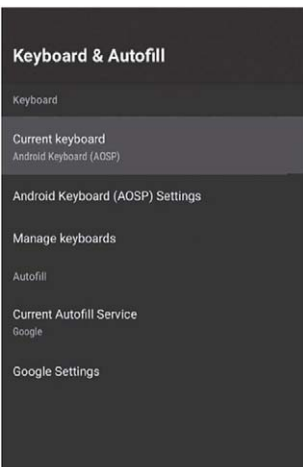 Keyboard & Autofill
Keyboard
Current keyboard
Android Keyboard (AOSP)
Android Keyboard (AOSP) Settings
Manage keyboards
Autofill
Current Autofill Service
Google
Google Settings